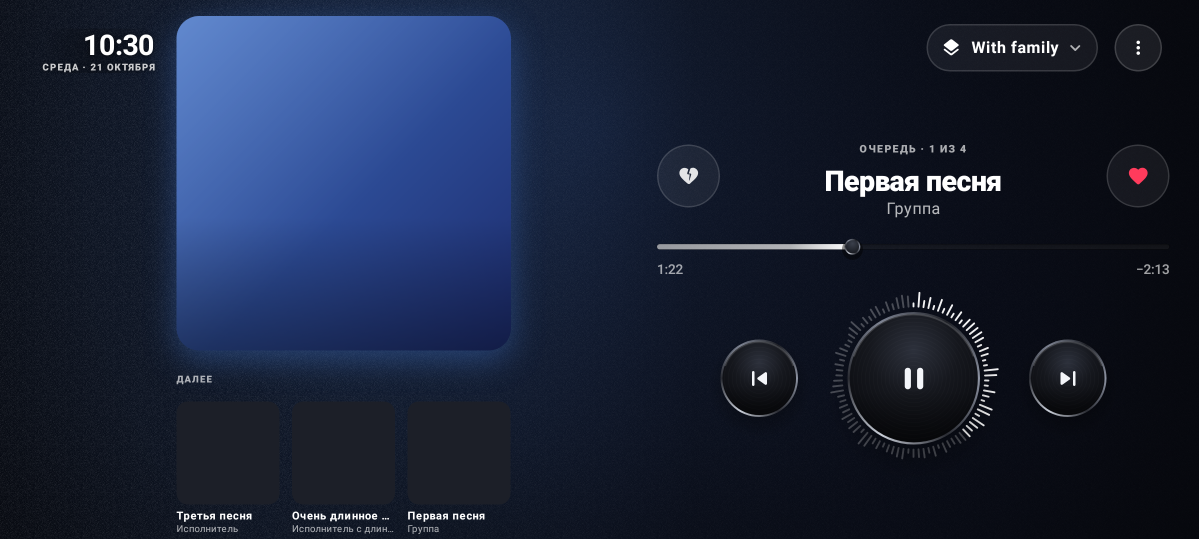 10:30
СРЕДА · 21 ОКТЯБРЯ
With family
ОЧЕРЕДЬ · 1 ИЗ 4
Первая песня
Группа
1:22
−2:13
ДАЛЕЕ
Третья песня
Исполнитель
Очень длинное …
Исполнитель с длин…
Первая песня
Группа